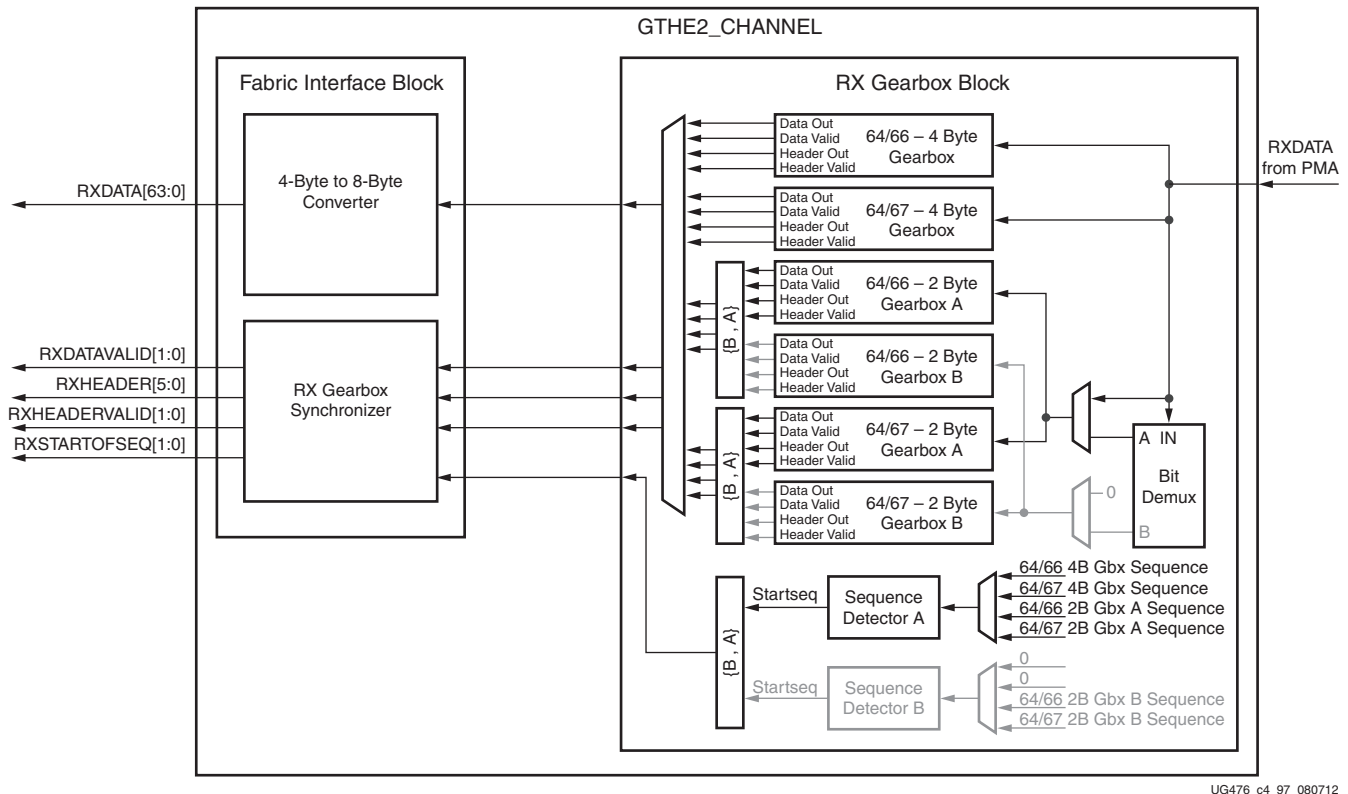 GTHE2_CHANNEL
Fabric Interface Block
RX Gearbox Block
4-Byte to 8-Byte
Converter
RX Gearbox
Synchronizer
RXDATA[63:0]
RXDATAVALID[1:0]
RXHEADER[5:0]
RXHEADERVALID[1:0]
RXSTARTOFSEQ[1:0]
Data Out
Data Valid
Header Out
Header Valid
64/66 – 4 Byte
Gearbox
Data Out
Data Valid
Header Out
Header Valid
64/67 – 4 Byte
Gearbox
Data Out
Data Valid
Header Out
Header Valid
64/66 – 2 Byte
Gearbox A
{B , A}
Data Out
Data Valid
Header Out
Header Valid
64/66 – 2 Byte
Gearbox B
Data Out
Data Valid
Header Out
Header Valid
64/67 – 2 Byte
Gearbox A
{B , A}
Data Out
Data Valid
Header Out
Header Valid
64/67 – 2 Byte
Gearbox B
RXDATA
from PMA
A IN
Bit
Demux
B
0
Startseq
Sequence
Detector A
64/66 4B Gbx Sequence
64/67 4B Gbx Sequence
64/66 2B Gbx A Sequence
64/67 2B Gbx A Sequence
{B , A}
Startseq
Sequence
Detector B
0
0
64/66 2B Gbx B Sequence
64/67 2B Gbx B Sequence
UG476_c4_97_080712